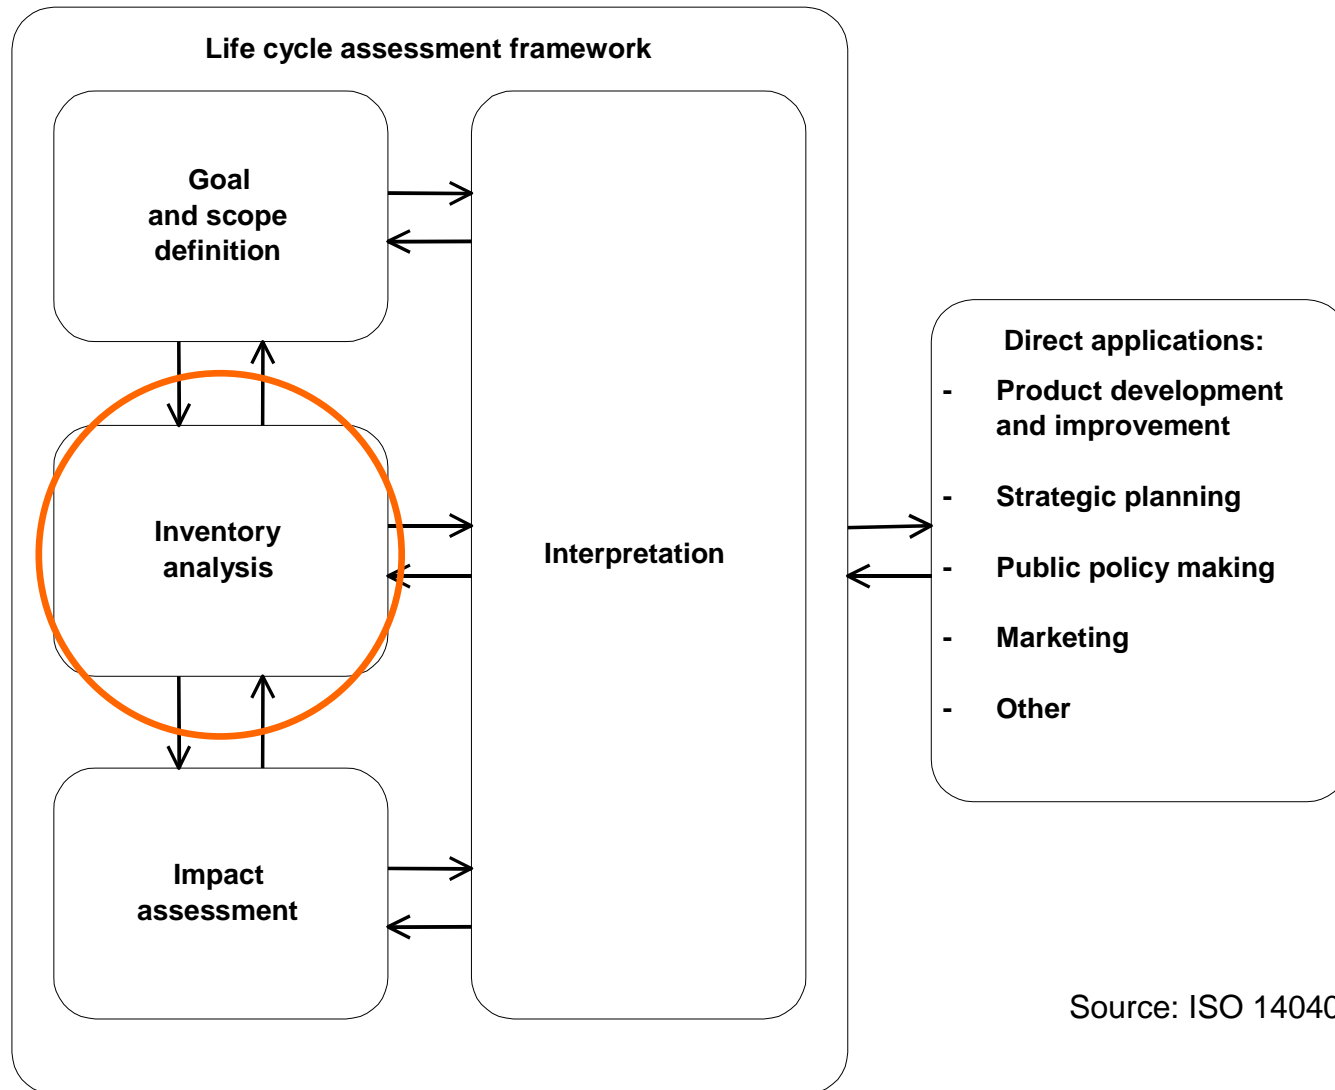 Life cycle assessment framework
Goal
and scope
definition
Inventory
analysis
Impact
assessment
Interpretation
Direct applications:
- Product development
and improvement
- Strategic planning
- Public policy making
- Marketing
- Other
Source: ISO 14040